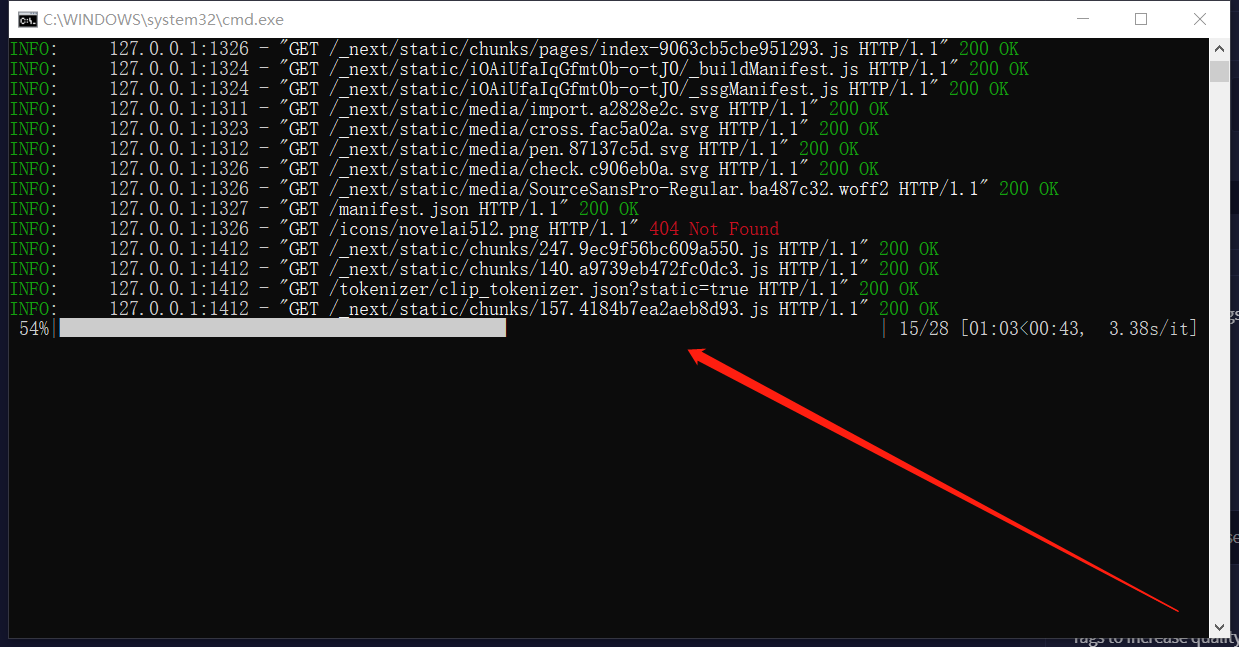 C:\WINDOWS\system32\cmd.exe
INFO: 127.0.0.1:1326 - "GET /_next/static/chunks/pages/index-9063cb5cbe951293.js HTTP/1.1" 200 OK
INFO: 127.0.0.1:1324 - "GET /_next/static/iOAiUfaIqGfmt0b-o-tJ0/_buildManifest.js HTTP/1.1" 200 OK
INFO: 127.0.0.1:1324 - "GET /_next/static/iOAiUfaIqGfmt0b-o-tJ0/_ssgManifest.js HTTP/1.1" 200 OK
INFO: 127.0.0.1:1311 - "GET /_next/static/media/import.a2828e2c.svg HTTP/1.1" 200 OK
INFO: 127.0.0.1:1323 - "GET /_next/static/media/cross.fac5a02a.svg HTTP/1.1" 200 OK
INFO: 127.0.0.1:1312 - "GET /_next/static/media/pen.87137c5d.svg HTTP/1.1" 200 OK
INFO: 127.0.0.1:1326 - "GET /_next/static/media/check.c906eb0a.svg HTTP/1.1" 200 OK
INFO: 127.0.0.1:1326 - "GET /_next/static/media/SourceSansPro-Regular.ba487c32.woff2 HTTP/1.1" 200 OK
INFO: 127.0.0.1:1327 - "GET /manifest.json HTTP/1.1" 200 OK
INFO: 127.0.0.1:1326 - "GET /icons/novelai512.png HTTP/1.1" 404 Not Found
INFO: 127.0.0.1:1412 - "GET /_next/static/chunks/247.9ec9f56bc609a550.js HTTP/1.1" 200 OK
INFO: 127.0.0.1:1412 - "GET /_next/static/chunks/140.a9739eb472fc0dc3.js HTTP/1.1" 200 OK
INFO: 127.0.0.1:1412 - "GET /tokenizer/clip_tokenizer.json?static=true HTTP/1.1" 200 OK
INFO: 127.0.0.1:1412 - "GET /_next/static/chunks/157.4184b7ea2aeb8d93.js HTTP/1.1" 200 OK
54%| | 15/28 [01:03<00:43, 3.38s/it]
Tags to increase quality